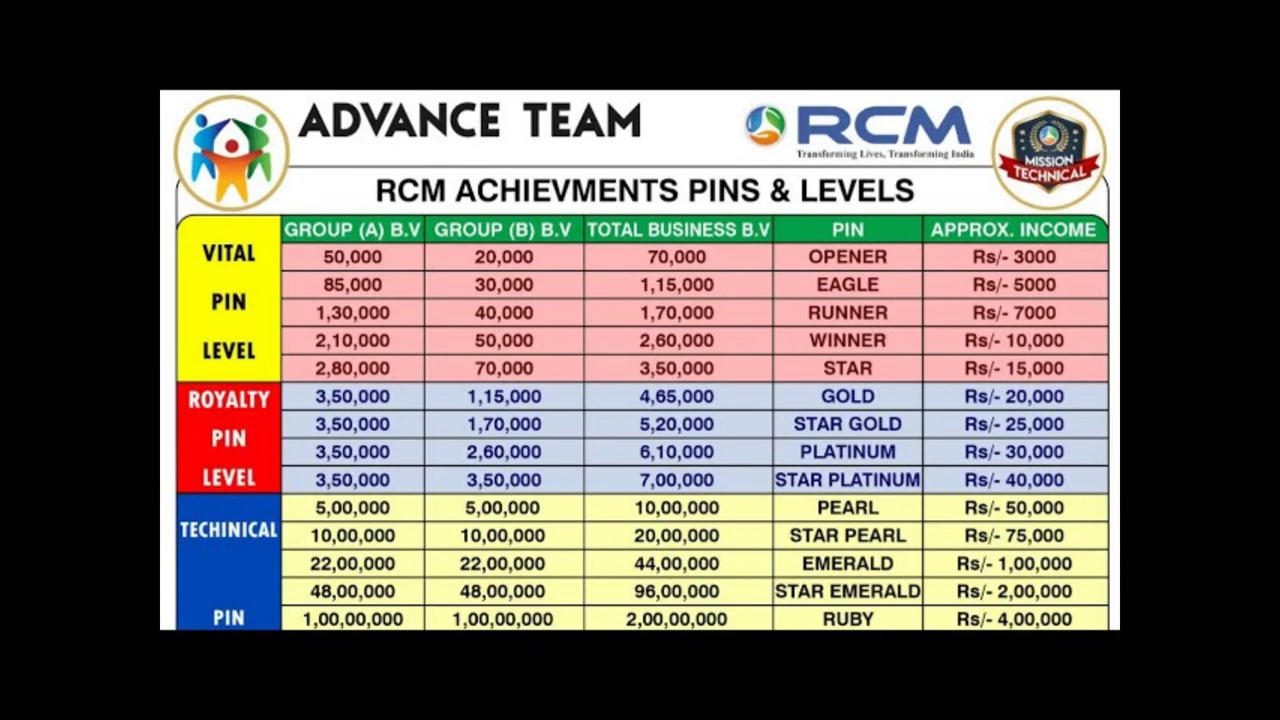 ADVANCE TEAM
RCM
Transforming Lives, Transforming India
MISSION
TECHNICAL
RCM ACHIEVMENTS PINS & LEVELS
GROUP (A) B.V GROUP (B) B.V TOTAL BUSINESS B.V PIN APPROX. INCOME
VITAL
PIN
LEVEL
50,000 20,000 70,000 OPENER Rs/- 3000
85,000 30,000 1,15,000 EAGLE Rs/- 5000
1,30,000 40,000 1,70,000 RUNNER Rs/- 7000
2,10,000 50,000 2,60,000 WINNER Rs/- 10,000
2,80,000 70,000 3,50,000 STAR Rs/- 15,000
ROYALTY
PIN
LEVEL
3,50,000 1,15,000 4,65,000 GOLD Rs/- 20,000
3,50,000 1,70,000 5,20,000 STAR GOLD Rs/- 25,000
3,50,000 2,60,000 6,10,000 PLATINUM Rs/- 30,000
3,50,000 3,50,000 7,00,000 STAR PLATINUM Rs/- 40,000
TECHINICAL
PIN
5,00,000 5,00,000 10,00,000 PEARL Rs/- 50,000
10,00,000 10,00,000 20,00,000 STAR PEARL Rs/- 75,000
22,00,000 22,00,000 44,00,000 EMERALD Rs/- 1,00,000
48,00,000 48,00,000 96,00,000 STAR EMERALD Rs/- 2,00,000
1,00,00,000 1,00,00,000 2,00,00,000 RUBY Rs/- 4,00,000